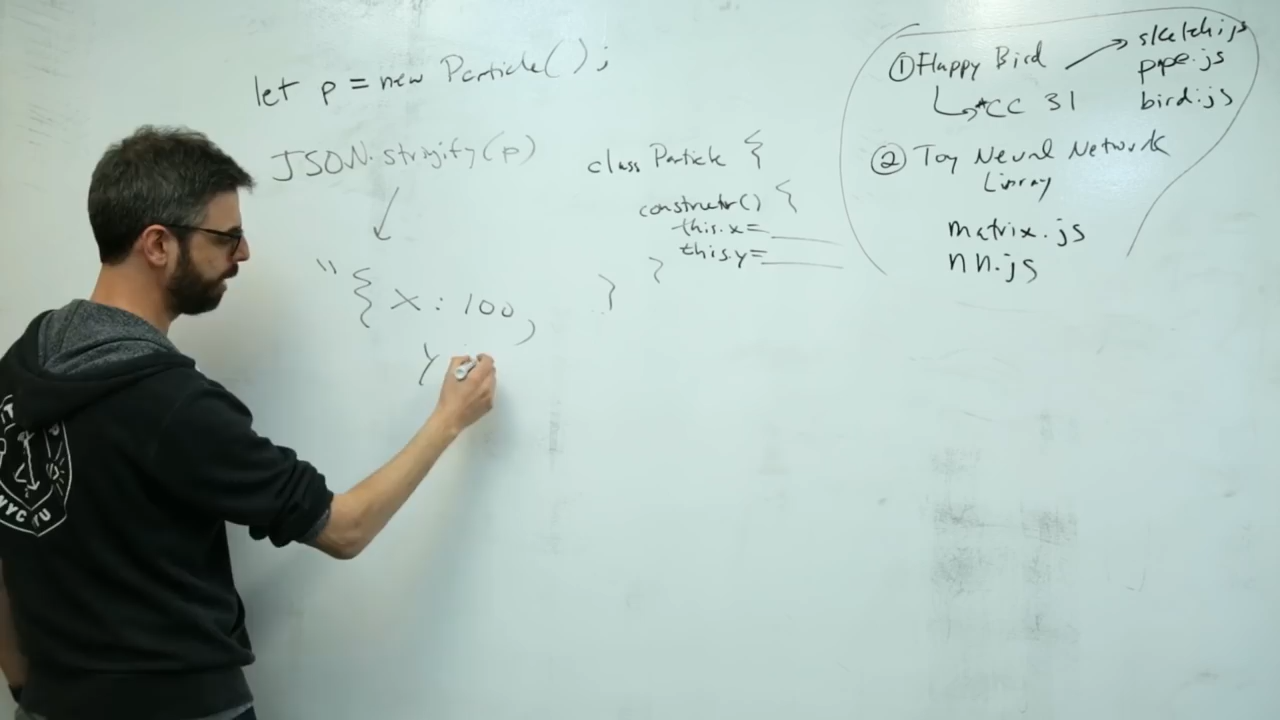 let p = new Particle();
JSON.stringify(p)
"{ x : 100,
y
}
class Particle {
constructor() {
this.x=
this.y=
}
① Flappy Bird → sketch.js
pipe.js
↳ *CC 31
bird.js
② Toy Neural Network
Library
matrix.js
nn.js
NYC